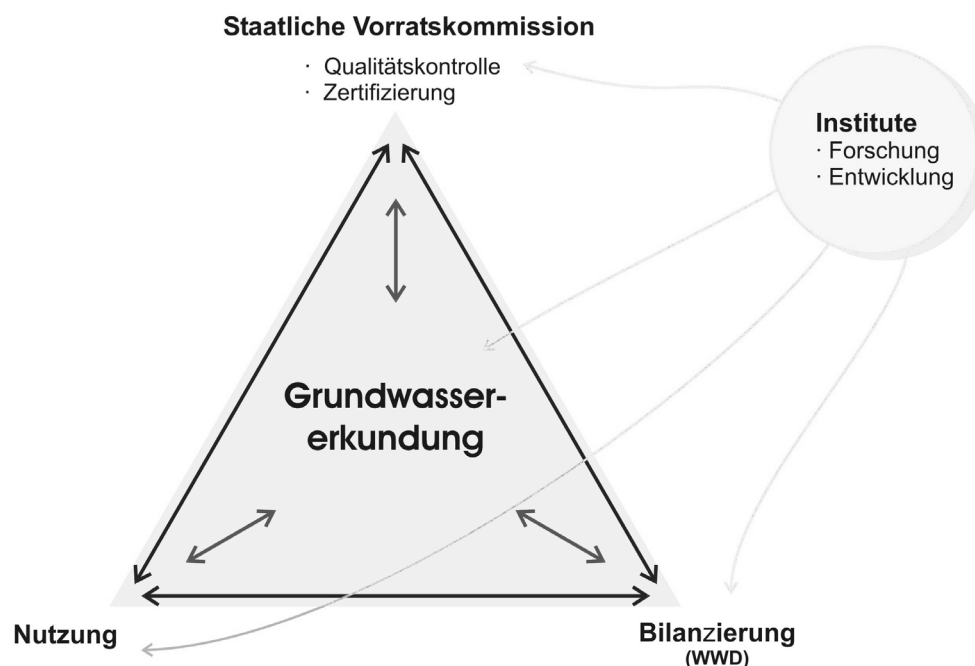 Staatliche Vorratskommission
· Qualitätskontrolle
· Zertifizierung
Institute
· Forschung
· Entwicklung
Grundwasser-
erkundung
Nutzung
Bilanzierung
(WWD)